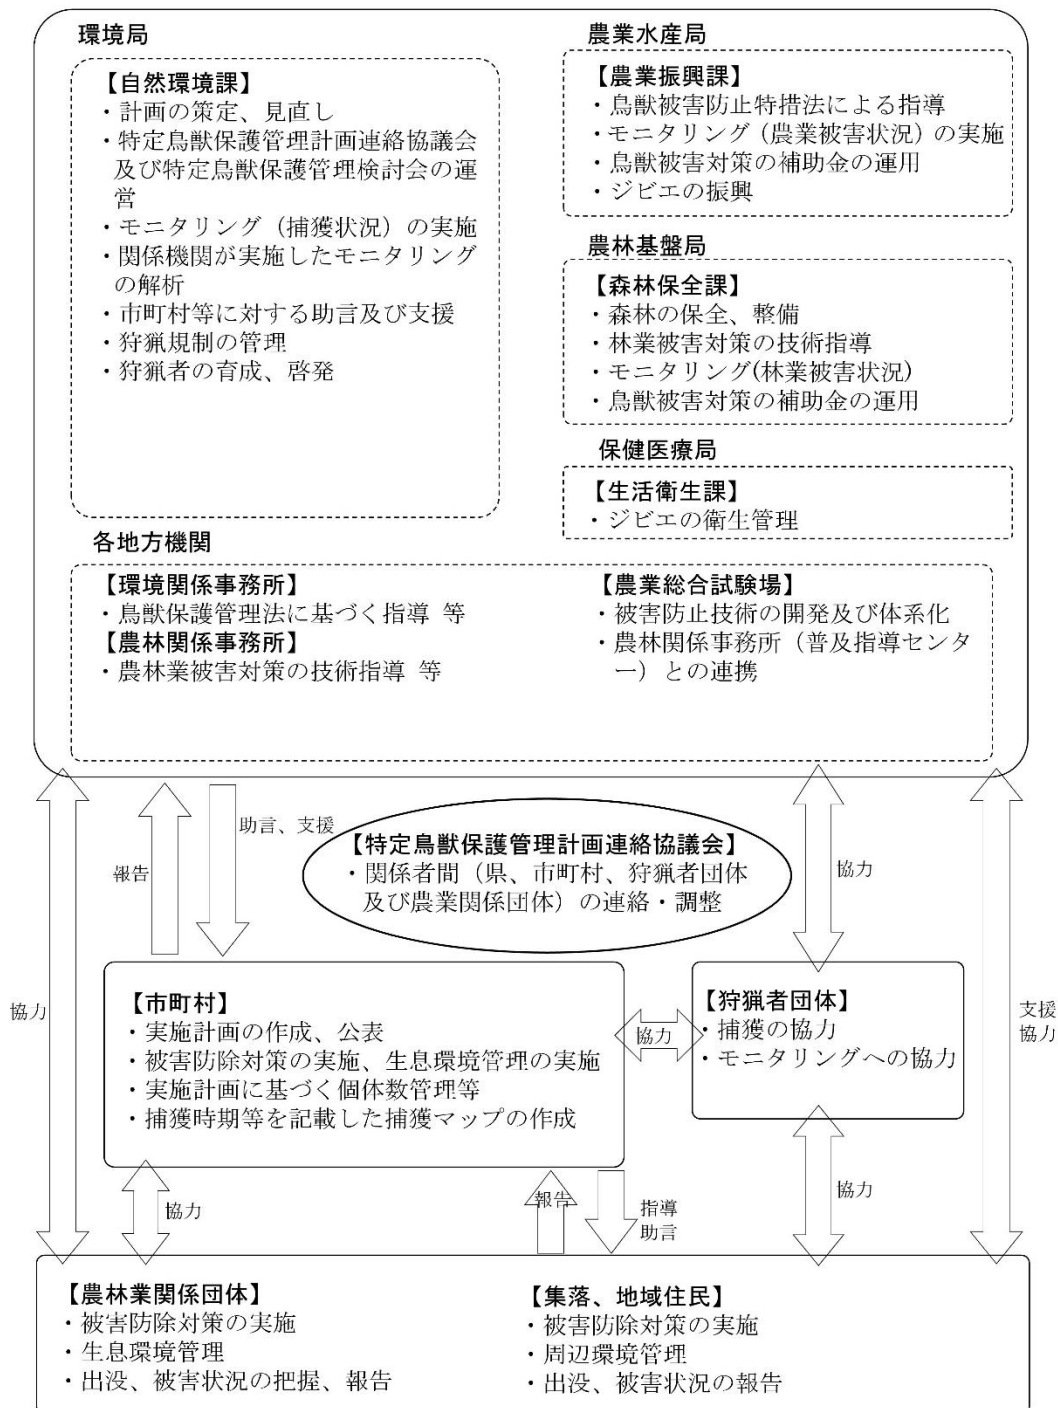 環境局
【自然環境課】
・計画の策定、見直し
・特定鳥獣保護管理計画連絡協議会
及び特定鳥獣保護管理検討会の運
営
・モニタリング（捕獲状況）の実施
・関係機関が実施したモニタリング
の解析
・市町村等に対する助言及び支援
・狩猟規制の管理
・狩猟者の育成、啓発
農業水産局
【農業振興課】
・鳥獣被害防止特措法による指導
・モニタリング（農業被害状況）の実施
・鳥獣被害対策の補助金の運用
・ジビエの振興
農林基盤局
【森林保全課】
・森林の保全、整備
・林業被害対策の技術指導
・モニタリング(林業被害状況)
・鳥獣被害対策の補助金の運用
保健医療局
【生活衛生課】
・ジビエの衛生管理
各地方機関
【環境関係事務所】
・鳥獣保護管理法に基づく指導 等
【農林関係事務所】
・農林業被害対策の技術指導 等
【農業総合試験場】
・被害防止技術の開発及び体系化
・農林関係事務所（普及指導センタ
ー）との連携
報告
助言、支援
【特定鳥獣保護管理計画連絡協議会】
・関係者間（県、市町村、狩猟者団体
及び農業関係団体）の連絡・調整
協力
協力
支援
協力
【市町村】
・実施計画の作成、公表
・被害防除対策の実施、生息環境管理の実施
・実施計画に基づく個体数管理等
・捕獲時期等を記載した捕獲マップの作成
協力
【狩猟者団体】
・捕獲の協力
・モニタリングへの協力
協力
報告
指導
助言
協力
【農林業関係団体】
・被害防除対策の実施
・生息環境管理
・出没、被害状況の把握、報告
【集落、地域住民】
・被害防除対策の実施
・周辺環境管理
・出没、被害状況の報告